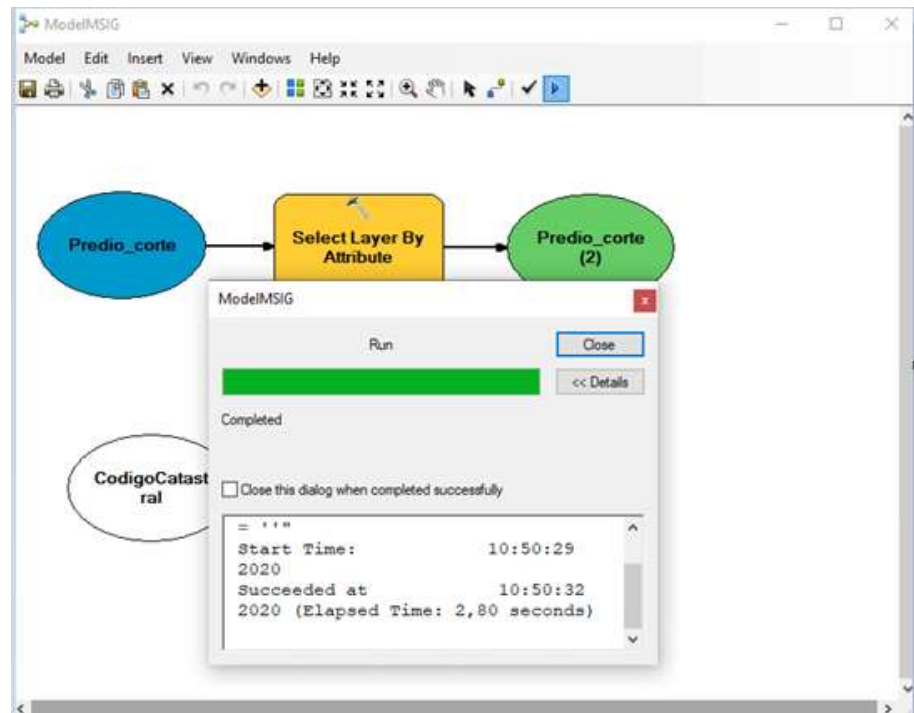 ModelMSIG
Model Edit Insert View Windows Help
Predio_corte
Select Layer By
Attribute
Predio_corte
(2)
ModelMSIG
x
Run
Close
<< Details
Completed
CodigoCatast
ral
Close this dialog when completed successfully
= ''"
Start Time: 10:50:29
2020
Succeeded at 10:50:32
2020 (Elapsed Time: 2,80 seconds)